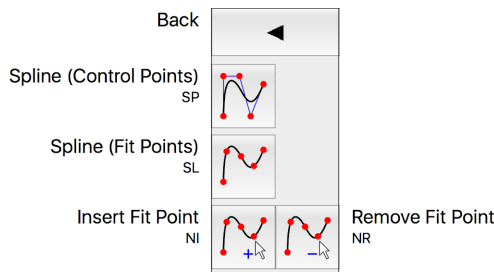 Back
Spline (Control Points)
SP
Spline (Fit Points)
SL
Insert Fit Point
NI
Remove Fit Point
NR